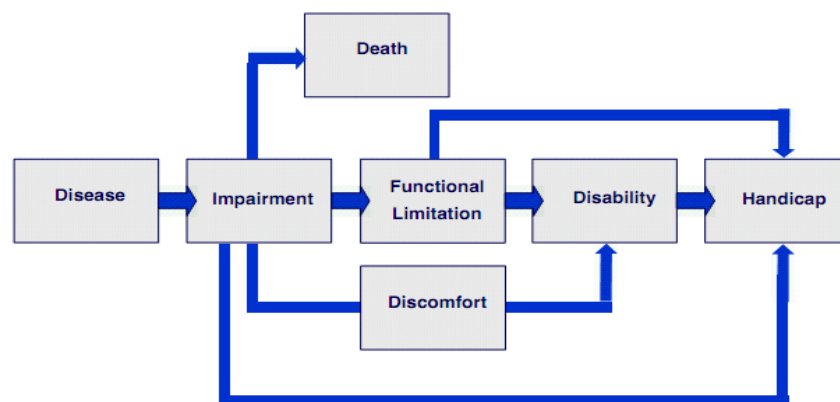 Death
Disease
Impairment
Functional
Limitation
Disability
Handicap
Discomfort